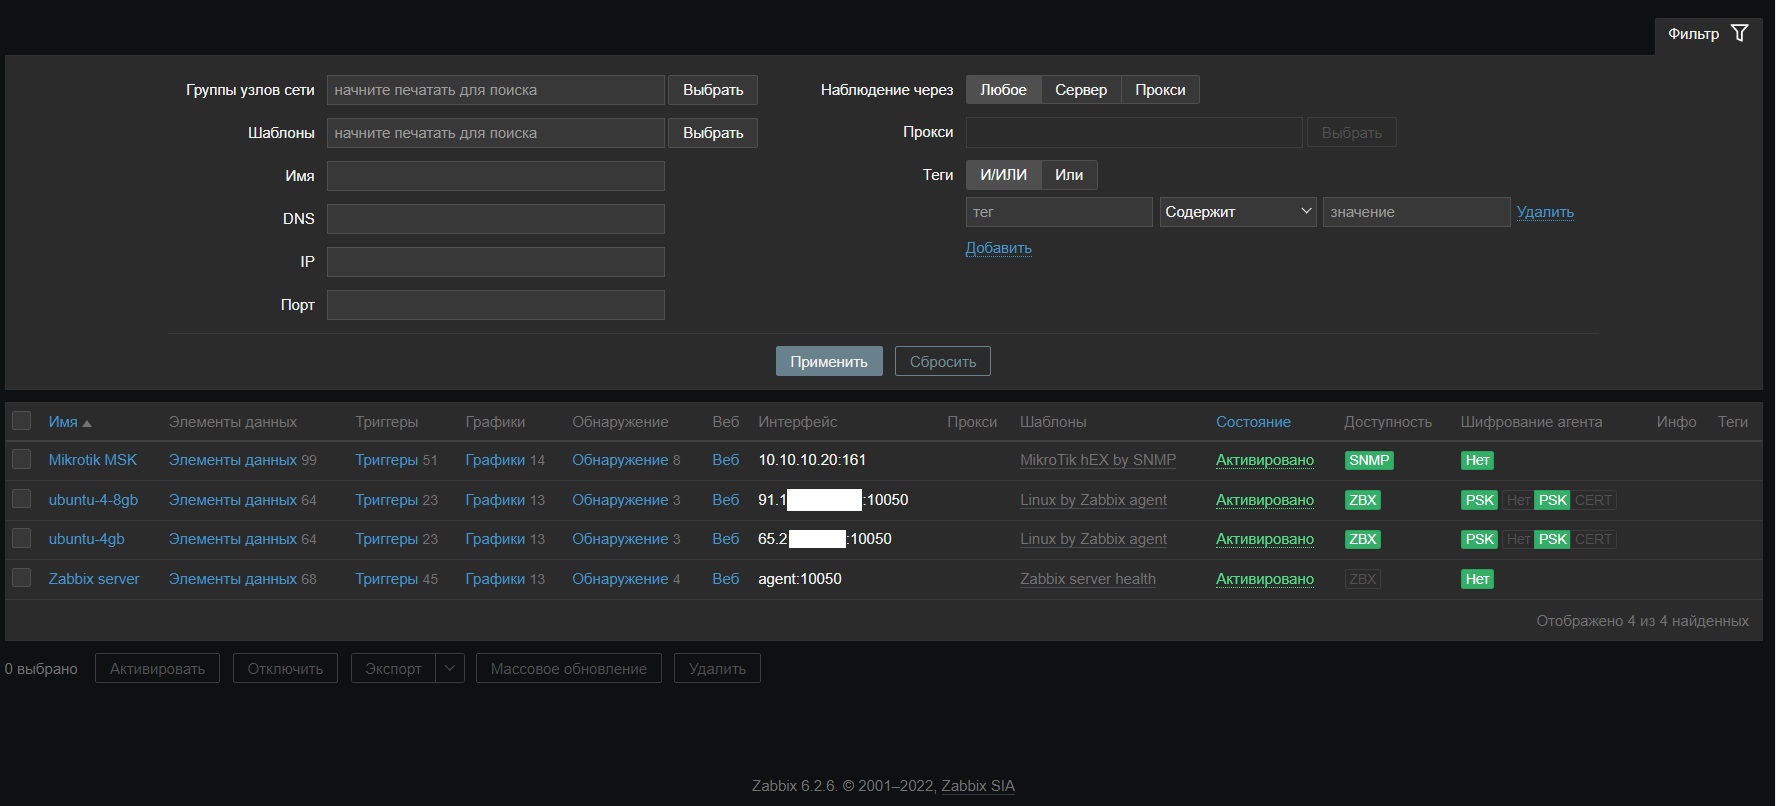 Фильтр
Группы узлов сети начните печатать для поиска Выбрать Наблюдение через Любое Сервер Прокси
Шаблоны начните печатать для поиска Выбрать Прокси Выбрать
Имя Теги И/ИЛИ Или
DNS тег Содержит значение Удалить
Добавить
IP
Порт
Применить Сбросить
Имя Элементы данных Триггеры Графики Обнаружение Веб Интерфейс Прокси Шаблоны Состояние Доступность Шифрование агента Инфо Теги
Mikrotik MSK Элементы данных 99 Триггеры 51 Графики 14 Обнаружение 8 Веб 10.10.10.20:161 MikroTik hEX by SNMP Активировано SNMP Нет
ubuntu-4-8gb Элементы данных 64 Триггеры 23 Графики 13 Обнаружение 3 Веб 91.1 :10050 Linux by Zabbix agent Активировано ZBX PSK Нет PSK CERT
ubuntu-4gb Элементы данных 64 Триггеры 23 Графики 13 Обнаружение 3 Веб 65.2 :10050 Linux by Zabbix agent Активировано ZBX PSK Нет PSK CERT
Zabbix server Элементы данных 68 Триггеры 45 Графики 13 Обнаружение 4 Веб agent:10050 Zabbix server health Активировано ZBX Нет
Отображено 4 из 4 найденных
0 выбрано Активировать Отключить Экспорт Массовое обновление Удалить
Zabbix 6.2.6. © 2001–2022, Zabbix SIA